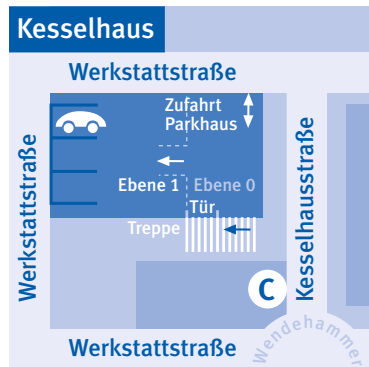 Kesselhaus
Werkstattstraße
Zufahrt
Parkhaus
Werkstattstraße
Kesselhausstraße
Ebene 1 Ebene 0
Tür
Treppe
C
Wendehammer
Werkstattstraße